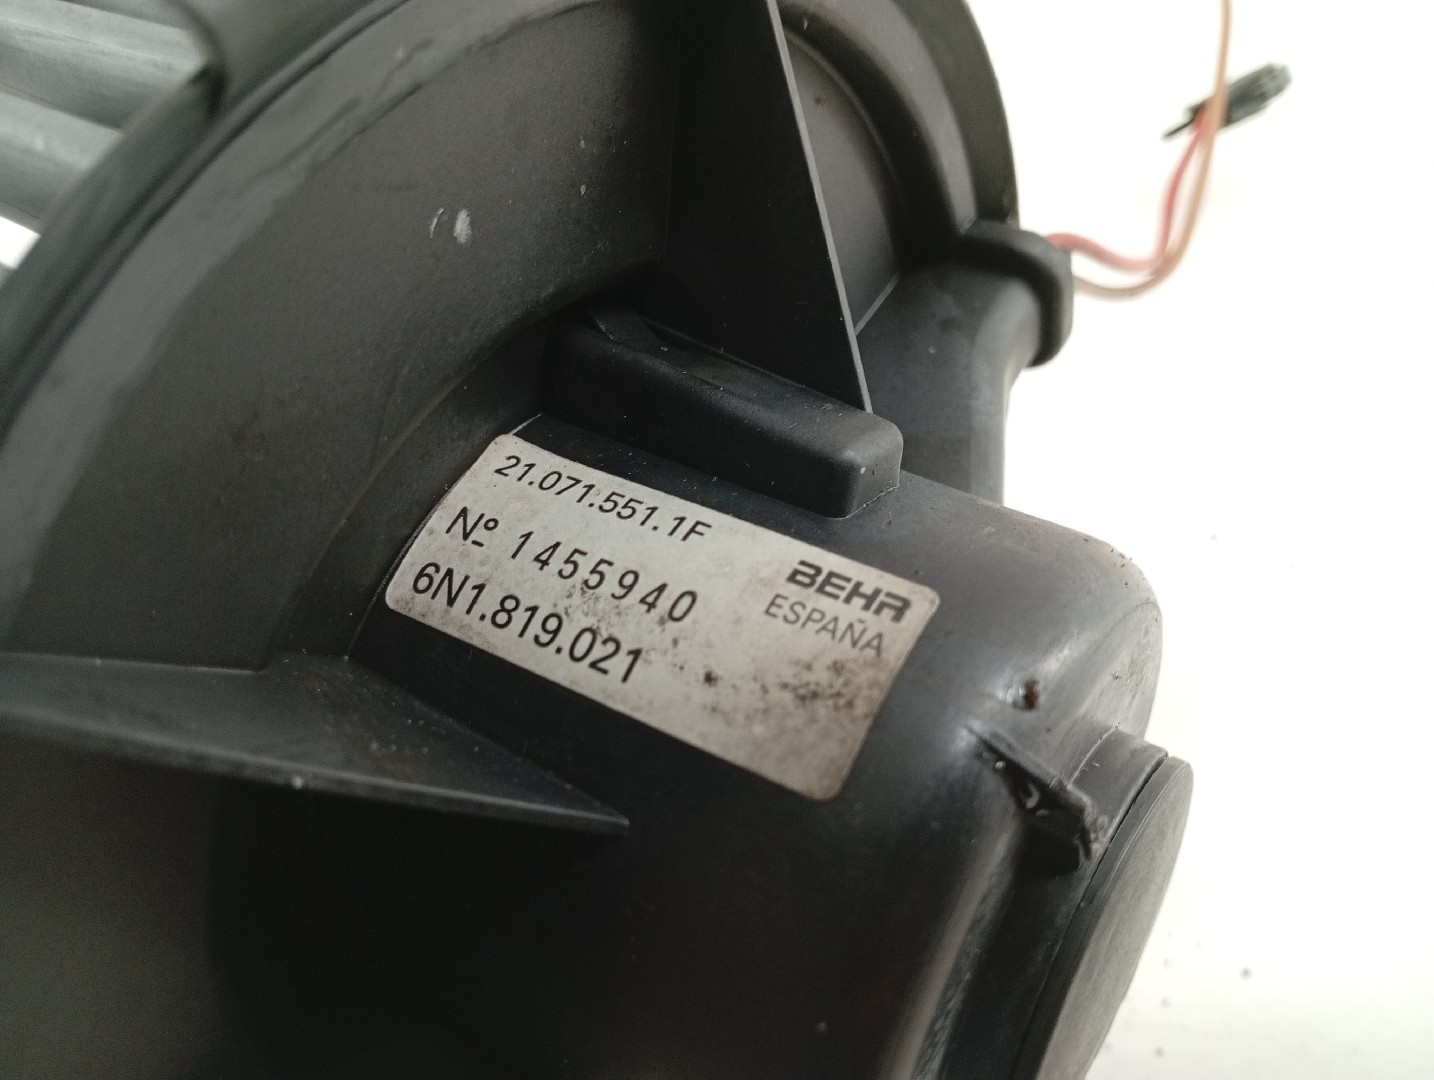 21.071.551.1F
Nº 1455940
6N1.819.021
BEHR
ESPAÑA